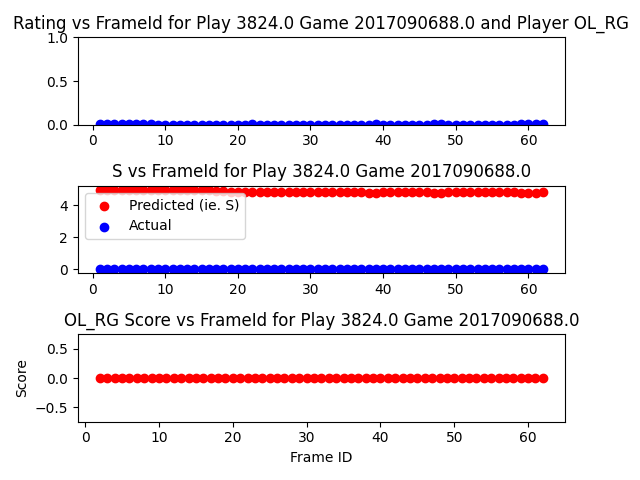 Rating vs FrameId for Play 3824.0 Game 2017090688.0 and Player OL_RG
1.0
0.5
0.0
0 10 20 30 40 50 60
S vs FrameId for Play 3824.0 Game 2017090688.0
4
2
0
Predicted (ie. S)
Actual
0 10 20 30 40 50 60
OL_RG Score vs FrameId for Play 3824.0 Game 2017090688.0
Score
0.5
0.0
−0.5
0 10 20 30 40 50 60
Frame ID